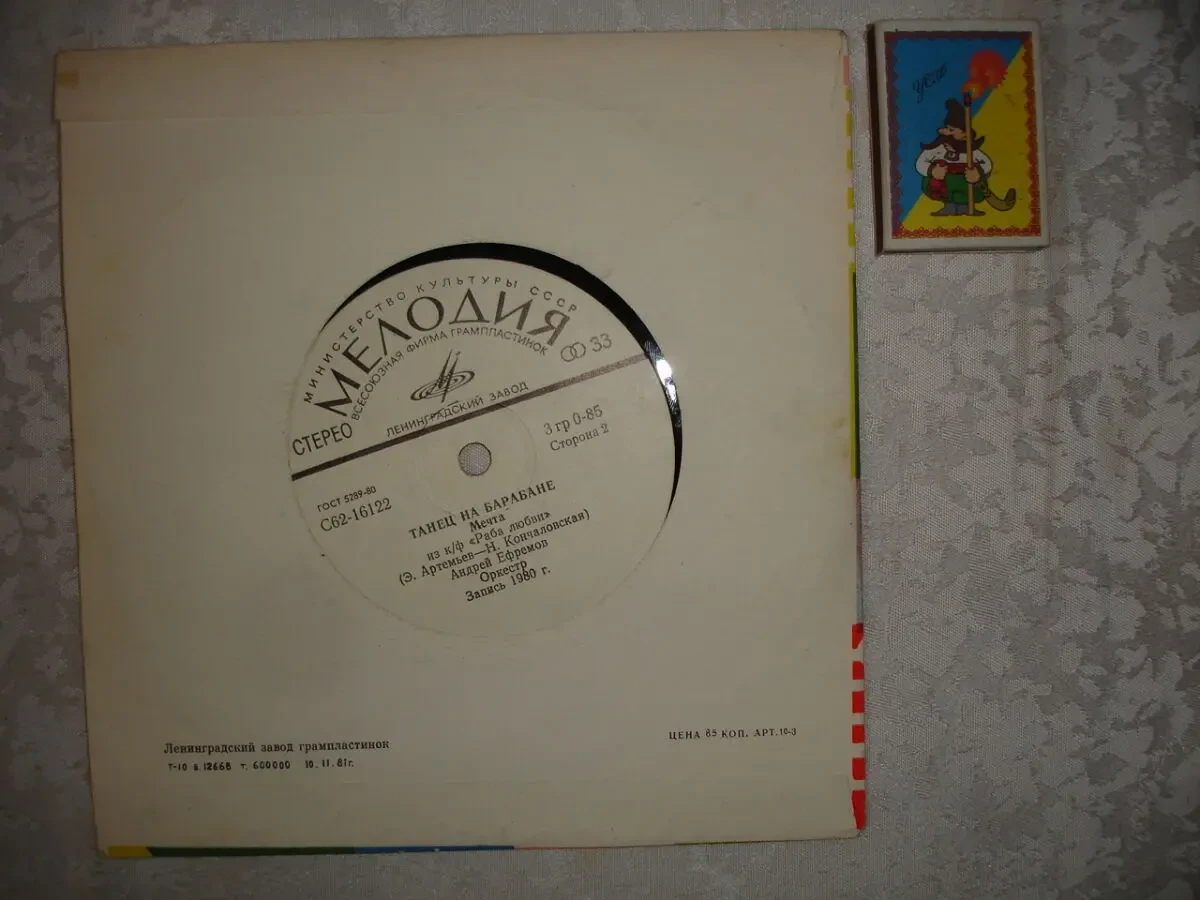 МИНИСТЕРСТВО КУЛЬТУРЫ СССР
МЕЛОДИЯ
ВСЕСОЮЗНАЯ ФИРМА ГРАМПЛАСТИНОК
33
СТЕРЕО
ЛЕНИНГРАДСКИЙ ЗАВОД
3 гр 0-85
Сторона 2
ГОСТ 5289-80
С62-16122
ТАНЕЦ НА БАРАБАНЕ
Мечта
из к/ф «Раба любви»
(Э. Артемьев—Н. Кончаловская)
Андрей Ефремов
Оркестр
Запись 1980 г.
Ленинградский завод грампластинок
Т-10 з 1266В т. 600000 10.11.81г.
ЦЕНА 85 КОП. АРТ.10-3